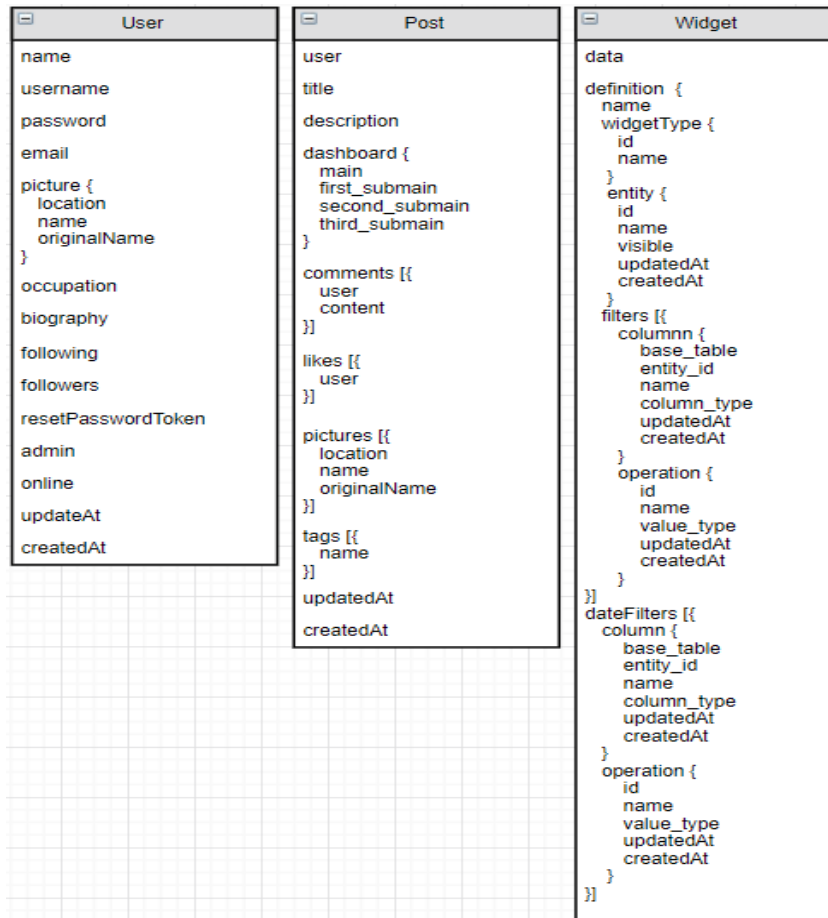 User
name
username
password
email
picture {
location
name
originalName
}
occupation
biography
following
followers
resetPasswordToken
admin
online
updateAt
createdAt
Post
user
title
description
dashboard {
main
first_submain
second_submain
third_submain
}
comments [{
user
content
}]
likes [{
user
}]
pictures [{
location
name
originalName
}]
tags [{
name
}]
updatedAt
createdAt
Widget
data
definition {
name
widgetType {
id
name
}
entity {
id
name
visible
updatedAt
createdAt
}
filters [{
columnn {
base_table
entity_id
name
column_type
updatedAt
createdAt
}
operation {
id
name
value_type
updatedAt
createdAt
}
}]
dateFilters [{
column {
base_table
entity_id
name
column_type
updatedAt
createdAt
}
operation {
id
name
value_type
updatedAt
createdAt
}
}]